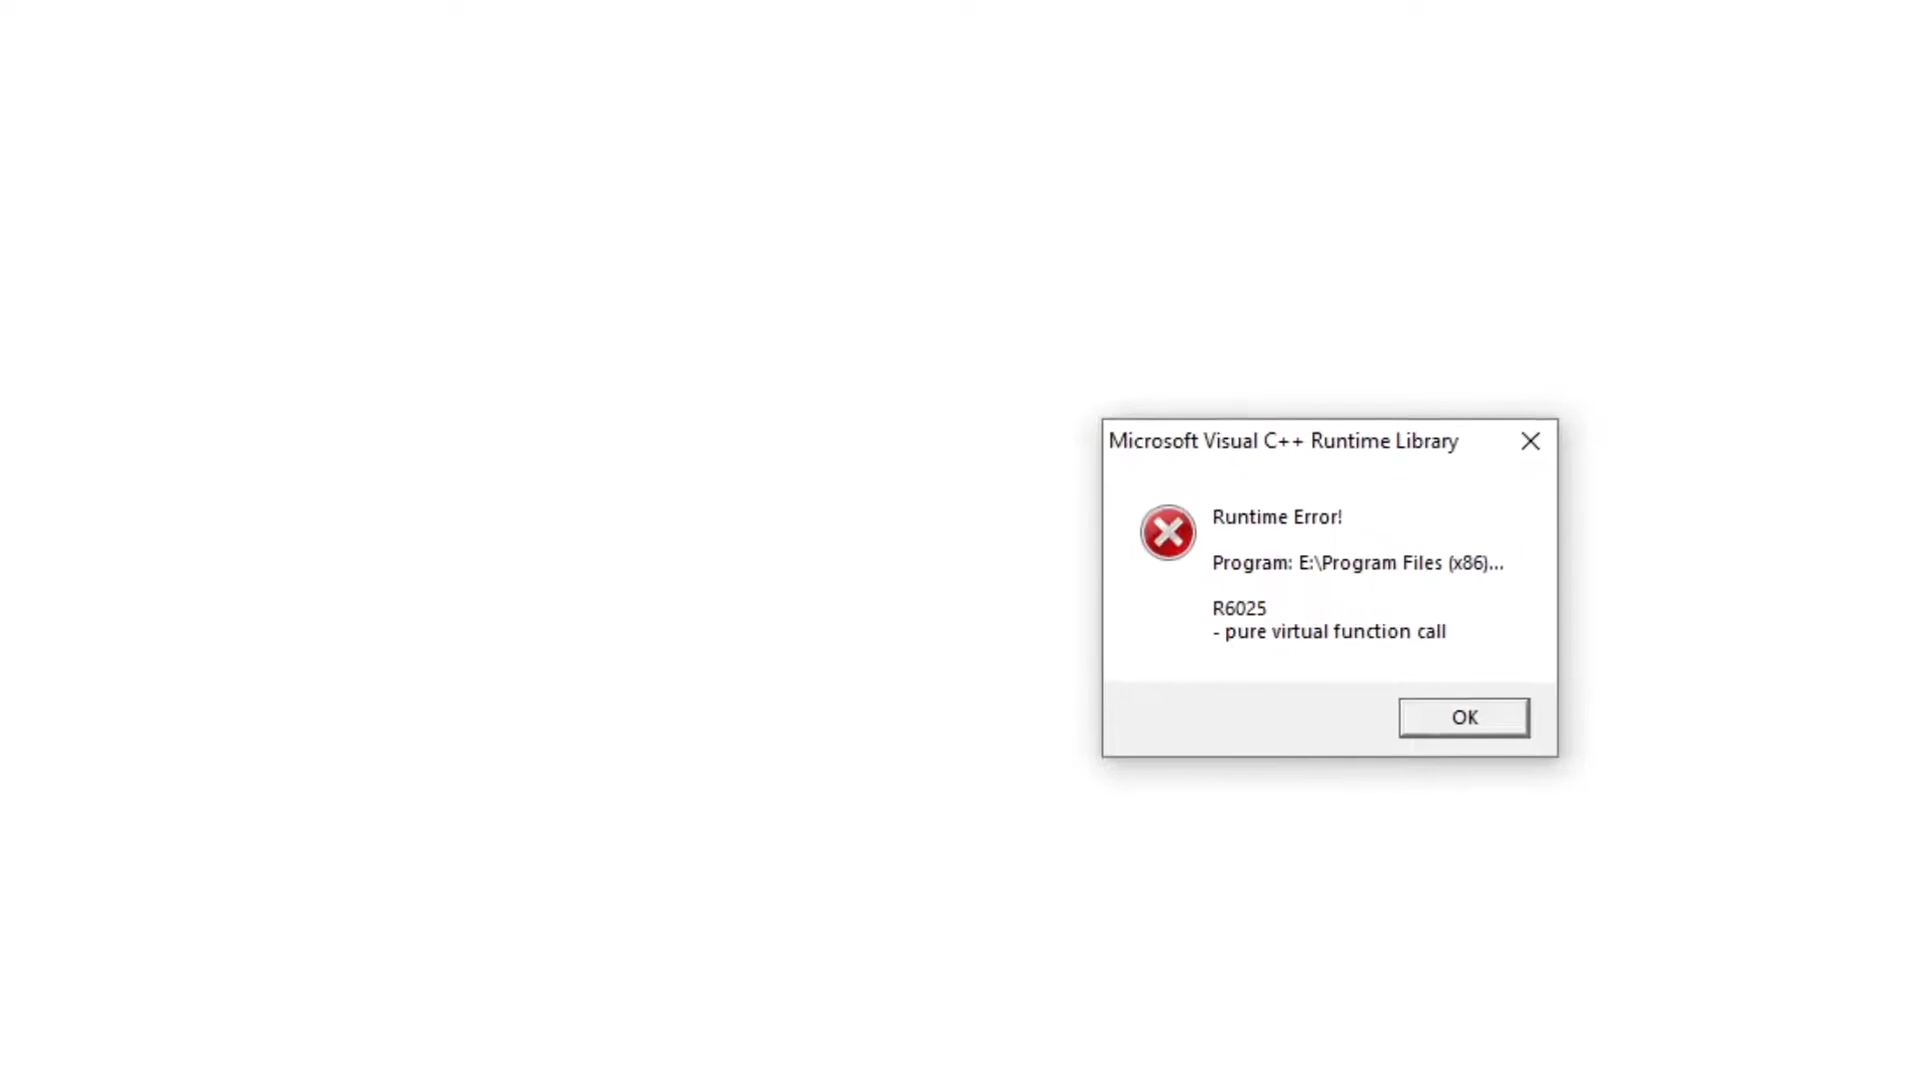 Microsoft Visual C++ Runtime Library
Runtime Error!
Program: E:\Program Files (x86)...
R6025
- pure virtual function call
OK